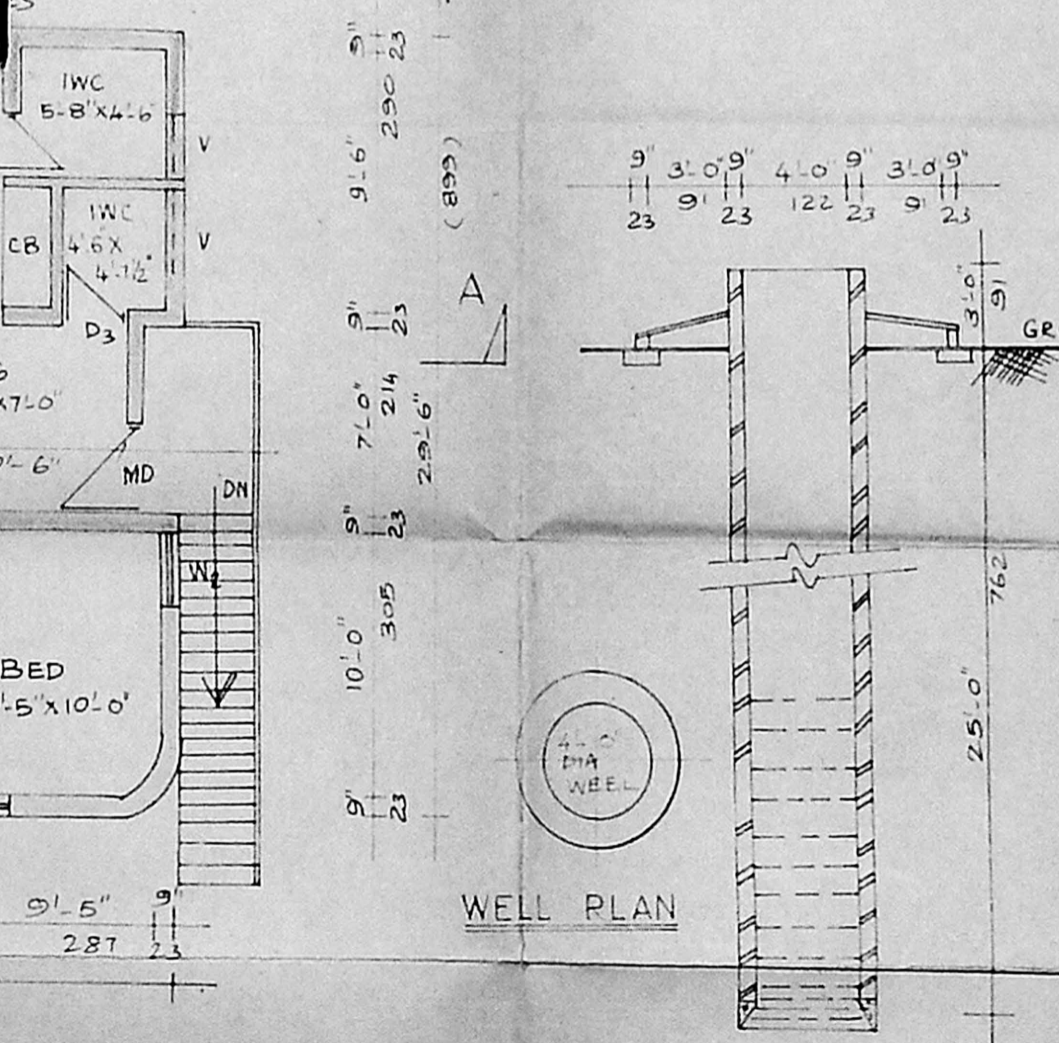 IWC
5-8"X4-6"
V
IWC
4'6"X
4'-1½"
V
CB
D3
x7-0"
-6"
MD
DN
W2
BED
-5"X10'-0"
9'-5"
9"
287
23
9"
23
290
9'-6"
(899)
9"
23
7'-0"
214
29'-6"
9"
23
305
10'-0"
9"
23
A
9"
3'-0"
9"
4'-0"
9"
3'-0"
9"
23
91
23
122
23
91
23
3'-0"
91
GR
762
25'-0"
4'-0"
DIA
WEEL
WELL PLAN